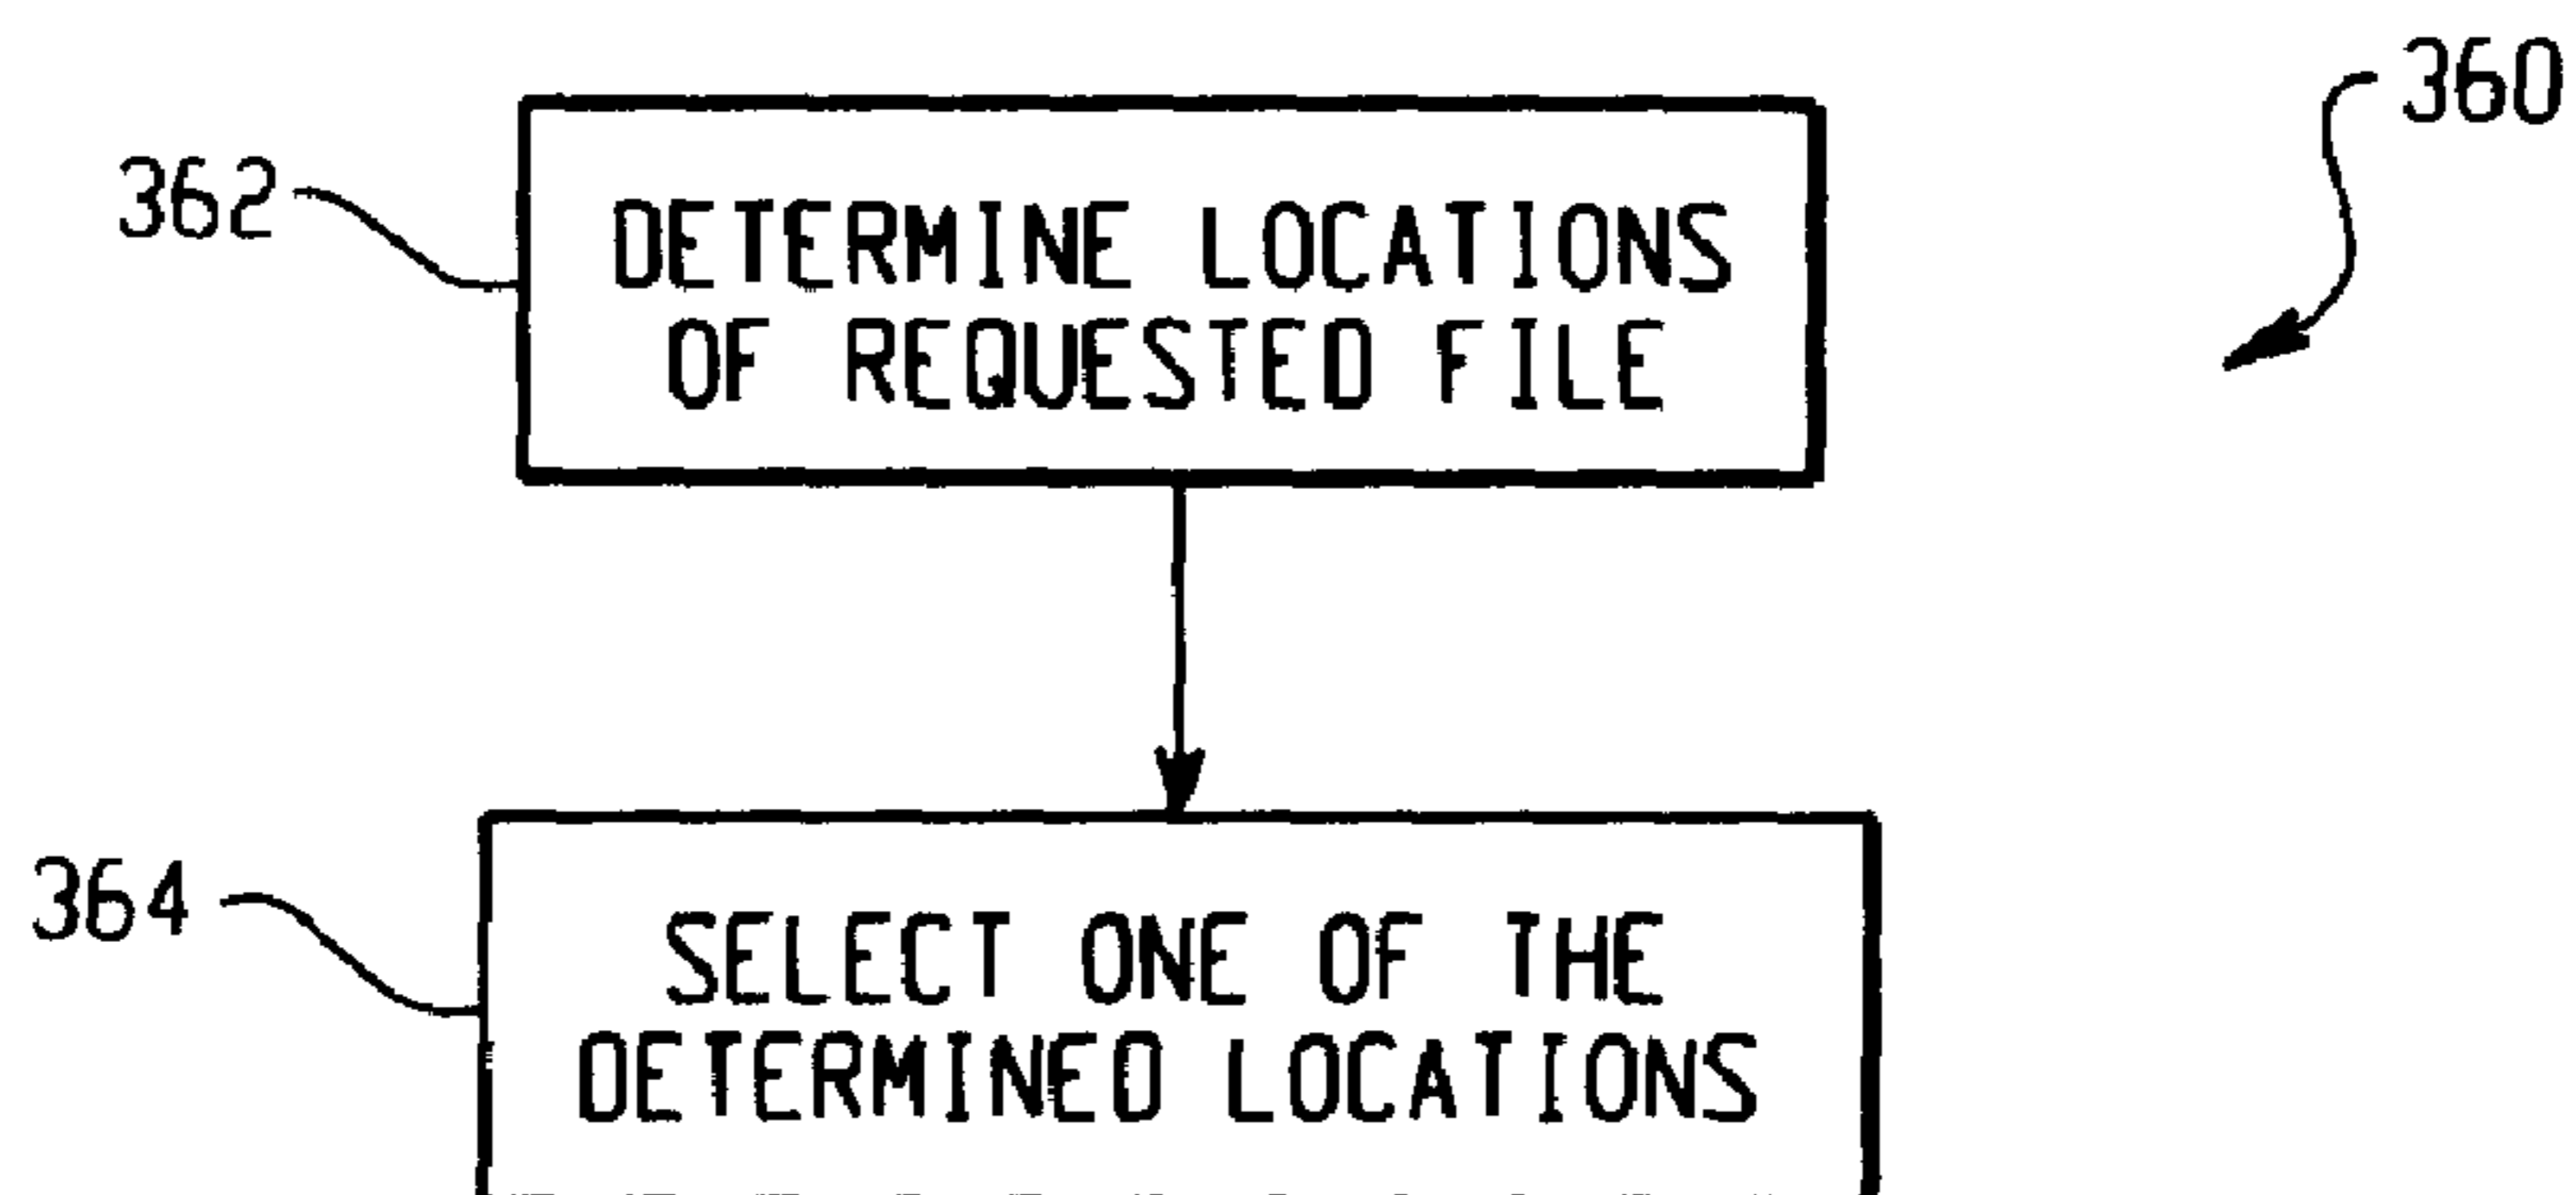 360
362
DETERMINE LOCATIONS
OF REQUESTED FILE
364
SELECT ONE OF THE
DETERMINED LOCATIONS